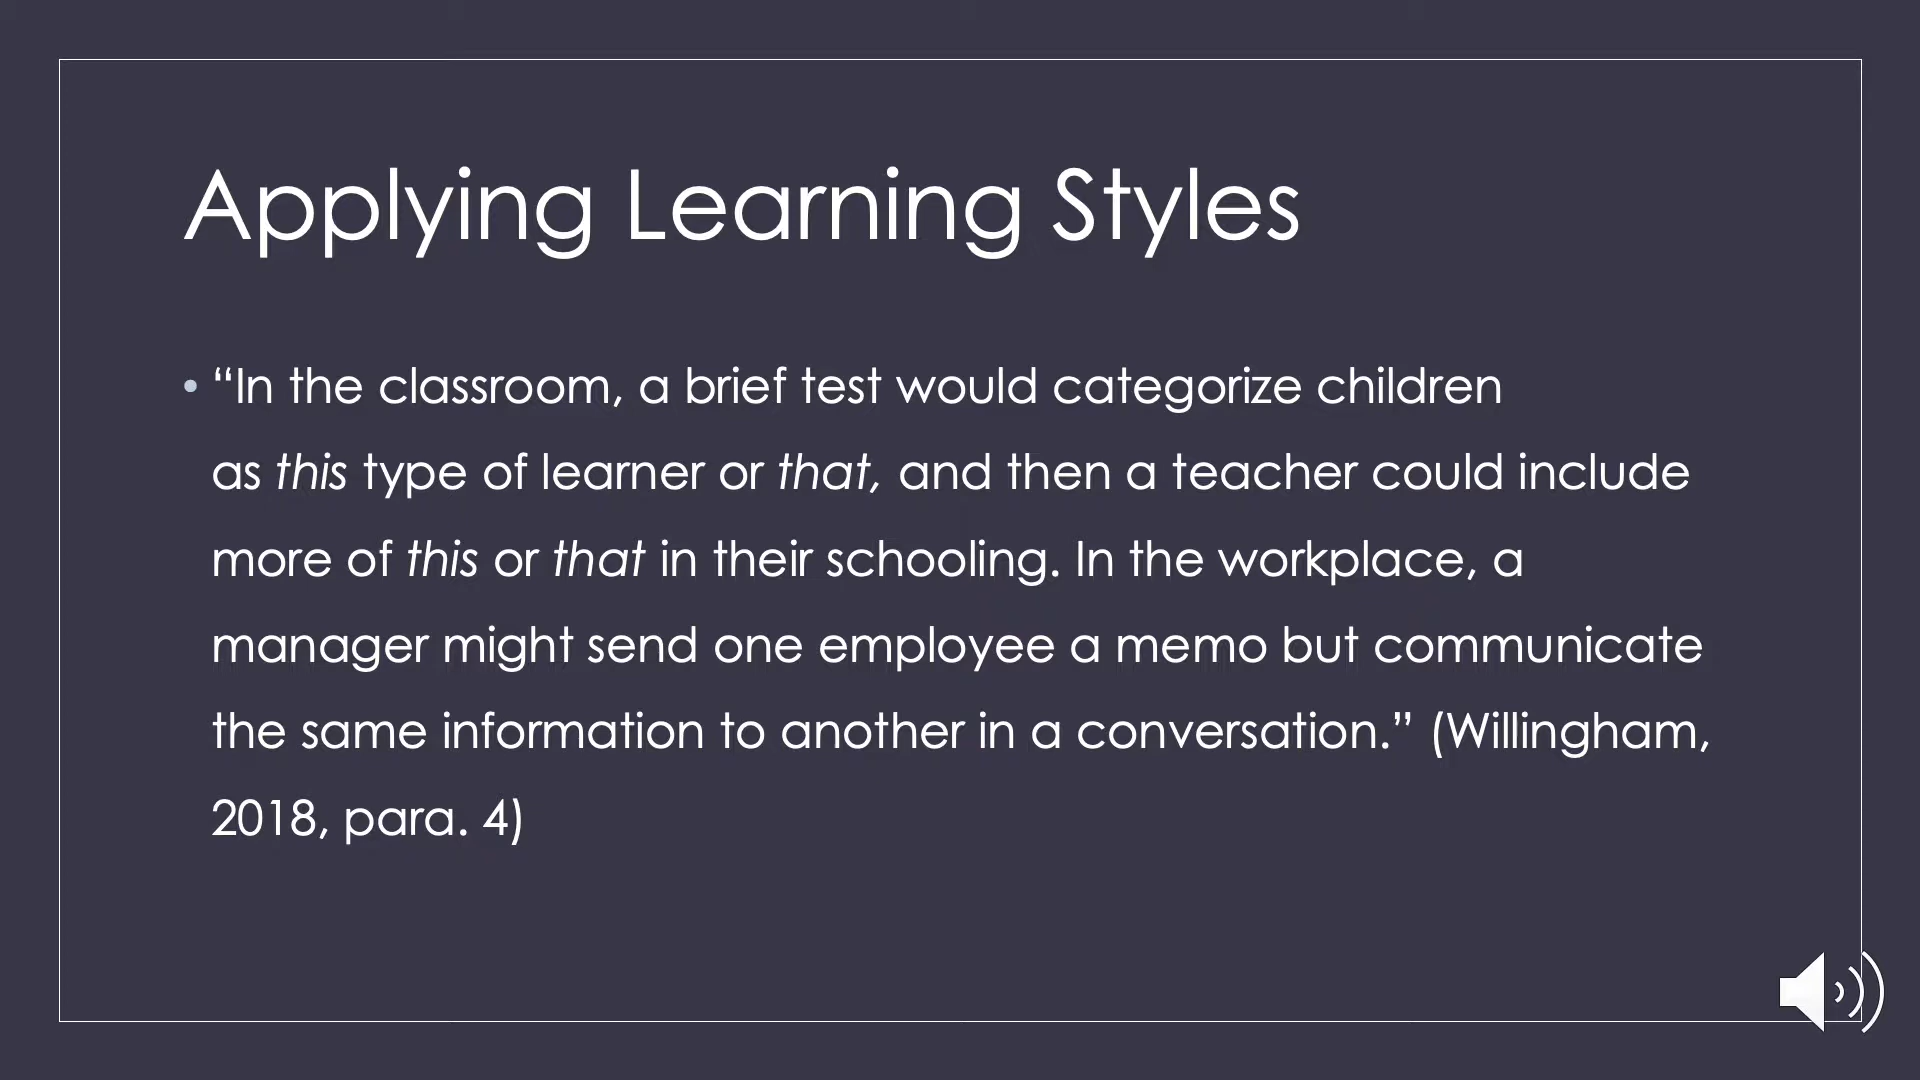 Applying Learning Styles
• “In the classroom, a brief test would categorize children
as this type of learner or that, and then a teacher could include
more of this or that in their schooling. In the workplace, a
manager might send one employee a memo but communicate
the same information to another in a conversation.” (Willingham,
2018, para. 4)